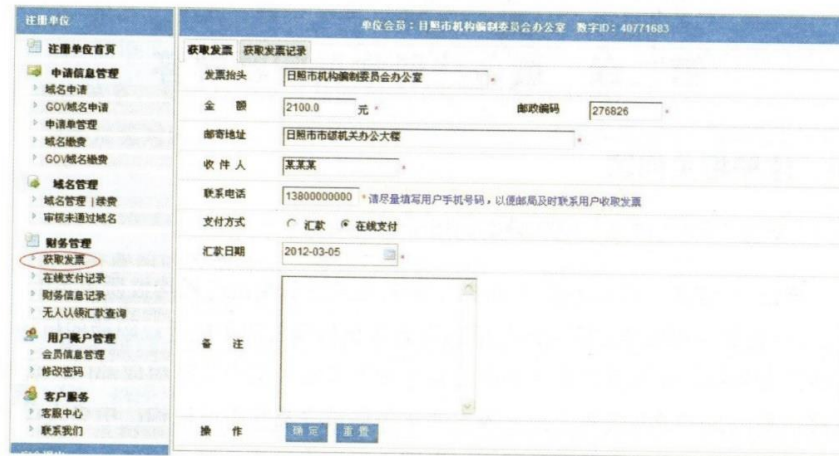 注册单位
单位会员：日照市机构编制委员会办公室 数字ID：40771683
注册单位首页
申请信息管理
域名申请
GOV域名申请
申请单管理
域名缴费
GOV域名缴费
域名管理
域名管理 | 续费
审核未通过域名
财务管理
获取发票
在线支付记录
财务信息记录
无人认领汇款查询
用户账户管理
会员信息管理
修改密码
客户服务
客服中心
联系我们
获取发票 获取发票记录
发票抬头 日照市机构编制委员会办公室 *
金 额 2100.0 元 * 邮政编码 276826 *
邮寄地址 日照市市级机关办公大楼 *
收 件 人 某某某 *
联系电话 13800000000 * 请尽量填写用户手机号码，以便邮局及时联系用户收取发票
支付方式 汇款 在线支付
汇款日期 2012-03-05 *
备 注
操 作 确 定 重 置